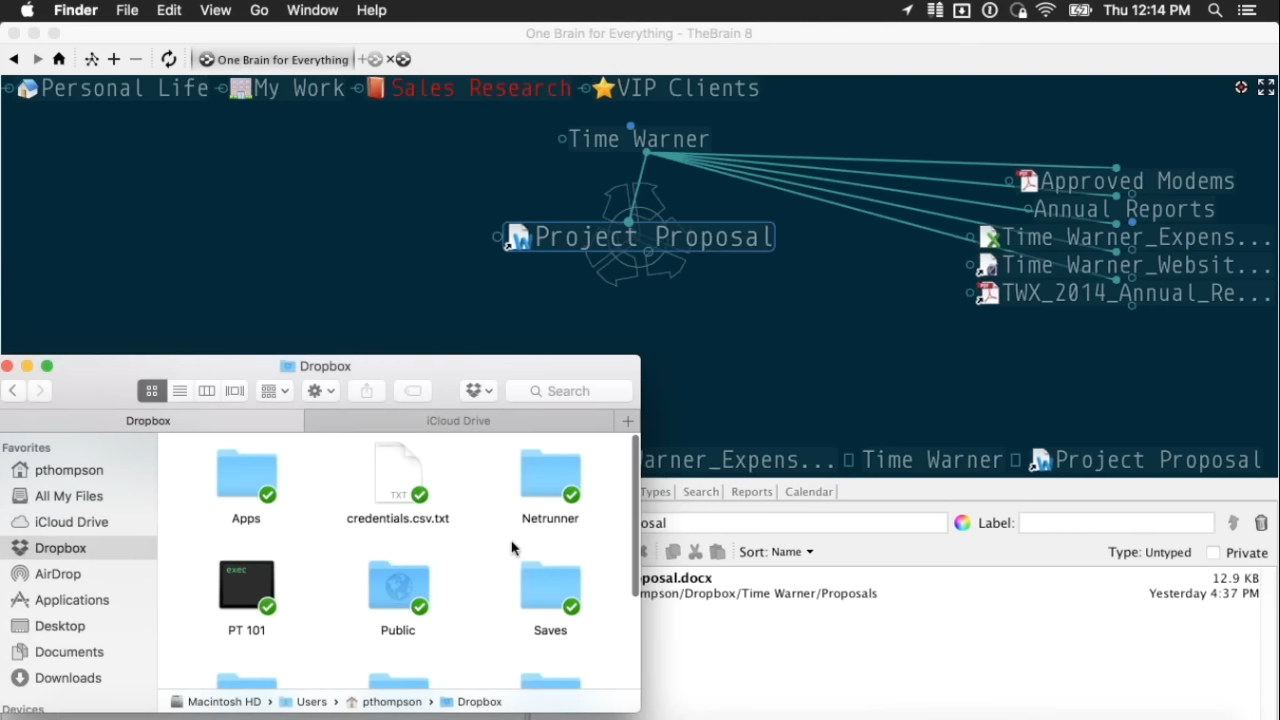 Finder File Edit View Go Window Help Thu 12:14 PM
One Brain for Everything - TheBrain 8
One Brain for Everything
Personal Life My Work Sales Research VIP Clients
Time Warner
Approved Modems
Annual Reports
Project Proposal
Time Warner_Expens...
Time Warner_Websit...
TWX_2014_Annual_Re...
Dropbox
Search
Dropbox iCloud Drive
Favorites
pthompson
All My Files
iCloud Drive
Dropbox
AirDrop
Applications
Desktop
Documents
Downloads
Devices
Apps credentials.csv.txt Netrunner
TXT
exec
PT 101 Public Saves
Macintosh HD › Users › pthompson › Dropbox
arner_Expens... Time Warner Project Proposal
Types Search Reports Calendar
osal Label:
Sort: Name Type: Untyped Private
oposal.docx 12.9 KB
mpson/Dropbox/Time Warner/Proposals Yesterday 4:37 PM